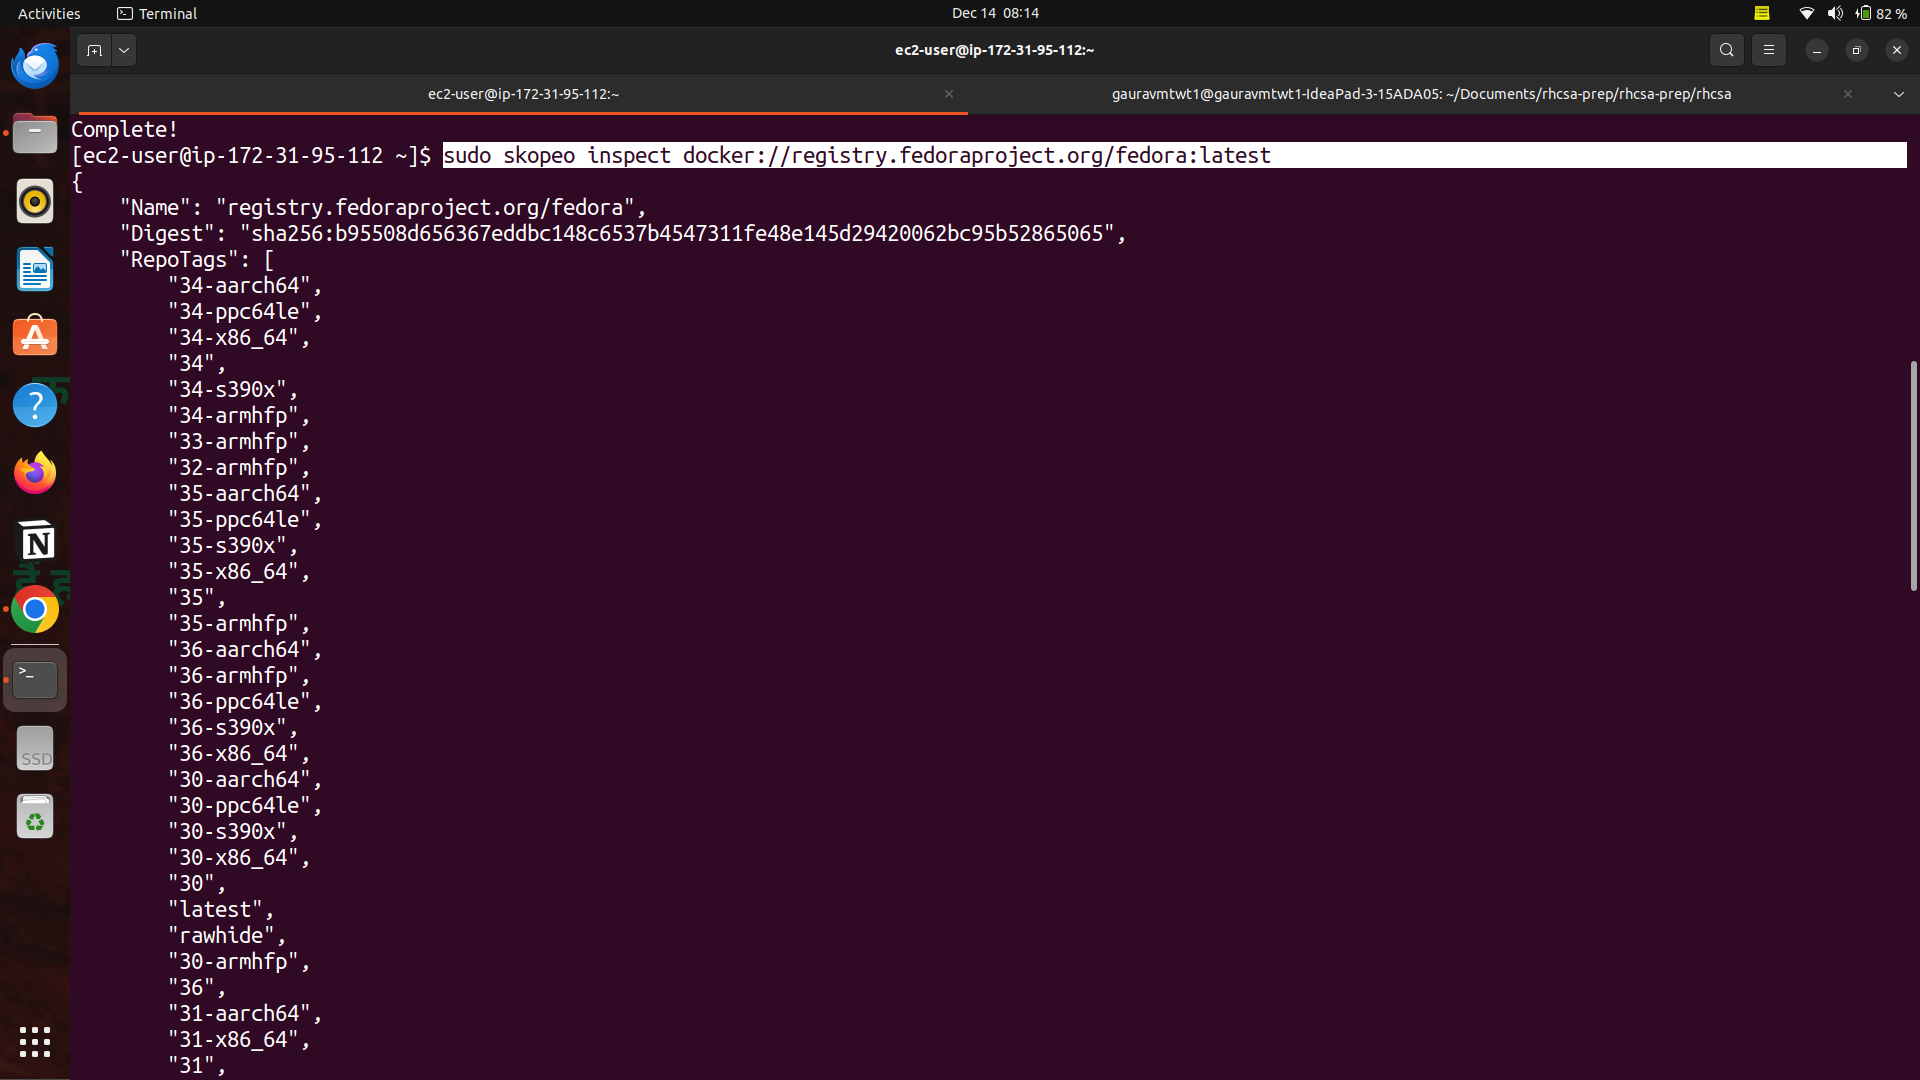 Activities
Terminal
Dec 14 08:14
82 %
ec2-user@ip-172-31-95-112:~
ec2-user@ip-172-31-95-112:~
gauravmtwt1@gauravmtwt1-IdeaPad-3-15ADA05: ~/Documents/rhcsa-prep/rhcsa-prep/rhcsa
Complete!
[ec2-user@ip-172-31-95-112 ~]$ sudo skopeo inspect docker://registry.fedoraproject.org/fedora:latest
{
    "Name": "registry.fedoraproject.org/fedora",
    "Digest": "sha256:b95508d656367eddbc148c6537b4547311fe48e145d29420062bc95b52865065",
    "RepoTags": [
        "34-aarch64",
        "34-ppc64le",
        "34-x86_64",
        "34",
        "34-s390x",
        "34-armhfp",
        "33-armhfp",
        "32-armhfp",
        "35-aarch64",
        "35-ppc64le",
        "35-s390x",
        "35-x86_64",
        "35",
        "35-armhfp",
        "36-aarch64",
        "36-armhfp",
        "36-ppc64le",
        "36-s390x",
        "36-x86_64",
        "30-aarch64",
        "30-ppc64le",
        "30-s390x",
        "30-x86_64",
        "30",
        "latest",
        "rawhide",
        "30-armhfp",
        "36",
        "31-aarch64",
        "31-x86_64",
        "31",
SSD